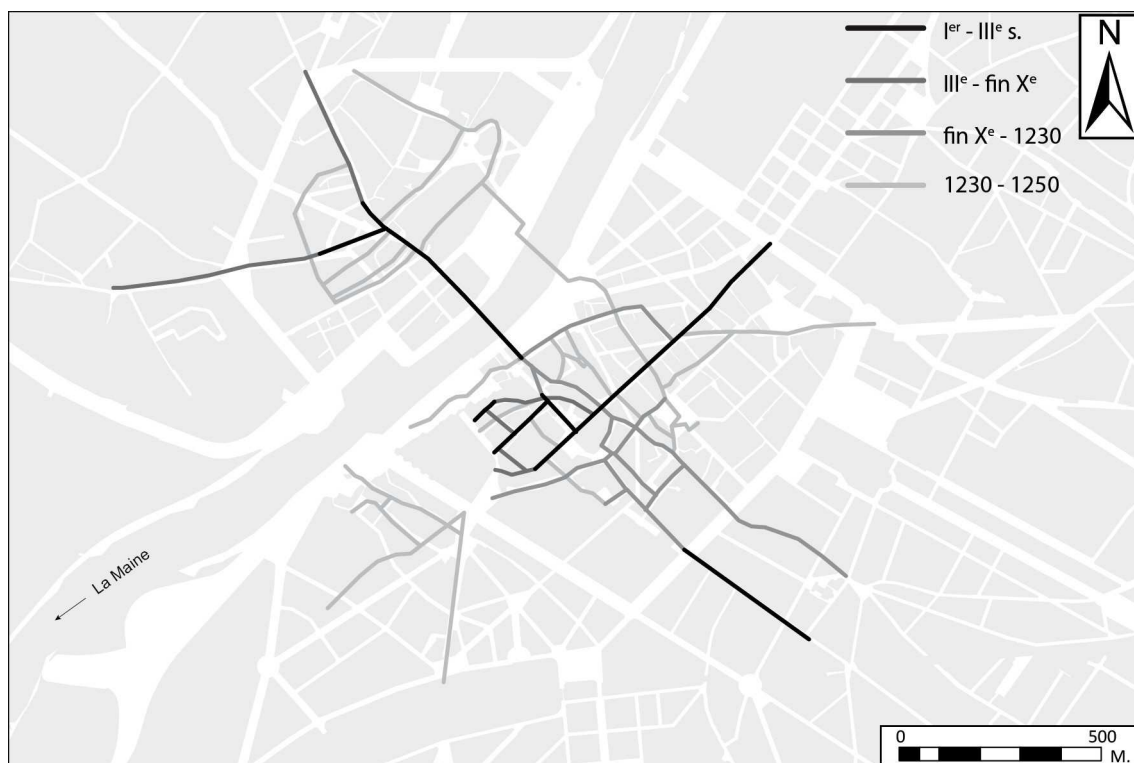 Iᵉʳ - IIIᵉ s.
IIIᵉ - fin Xᵉ
fin Xᵉ - 1230
1230 - 1250
N
La Maine
0 500
M.